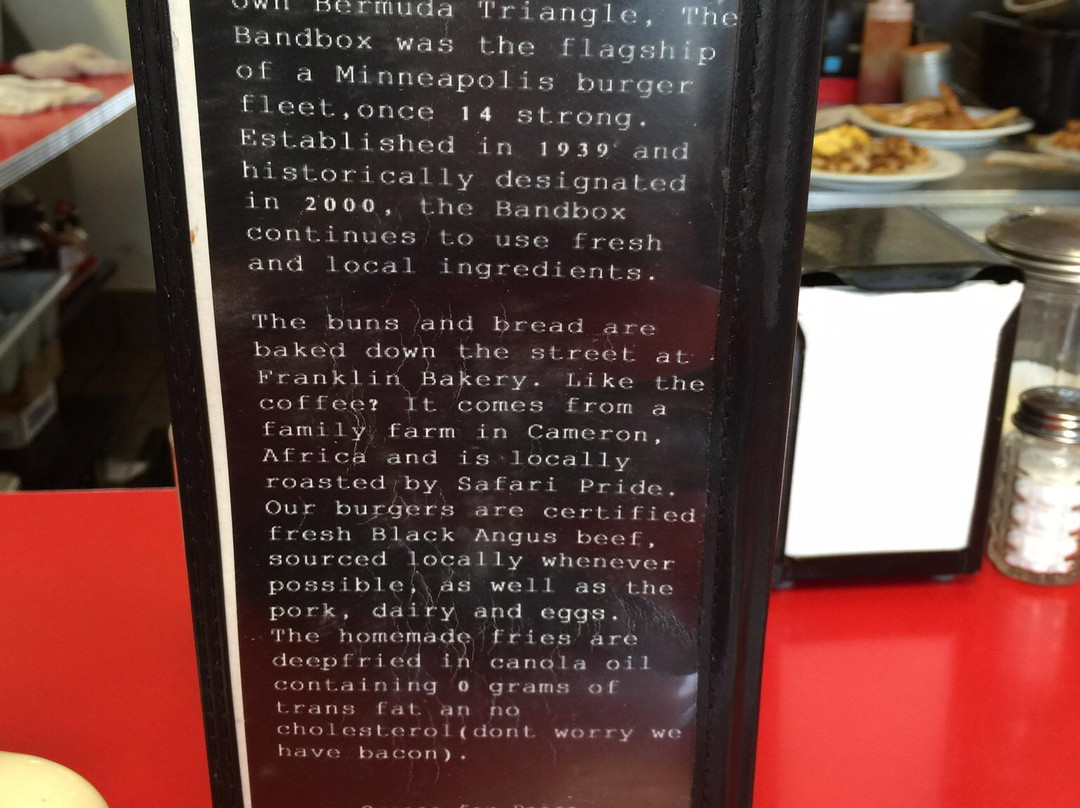 own Bermuda Triangle, The
Bandbox was the flagship
of a Minneapolis burger
fleet,once 14 strong.
Established in 1939 and
historically designated
in 2000, the Bandbox
continues to use fresh
and local ingredients.
The buns and bread are
baked down the street at
Franklin Bakery. Like the
coffee? It comes from a
family farm in Cameron,
Africa and is locally
roasted by Safari Pride.
Our burgers are certified
fresh Black Angus beef,
sourced locally whenever
possible, as well as the
pork, dairy and eggs.
The homemade fries are
deepfried in canola oil
containing 0 grams of
trans fat an no
cholesterol(dont worry we
have bacon).